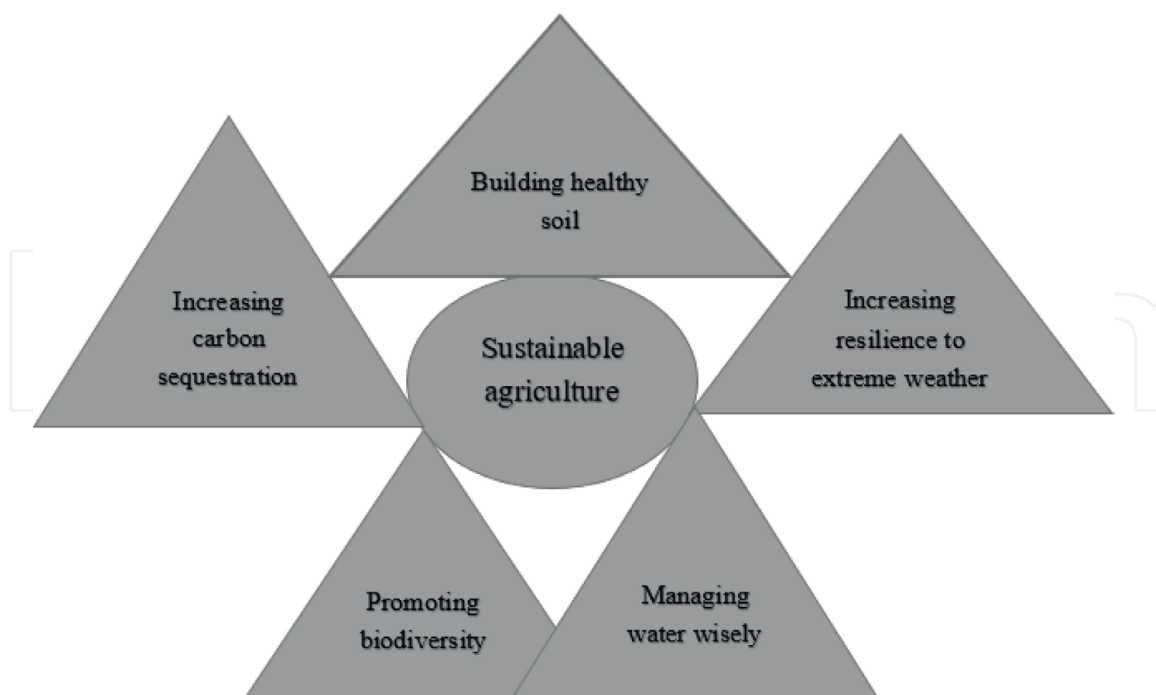 Building healthy
soil
Increasing
carbon
sequestration
Sustainable
agriculture
Increasing
resilience to
extreme weather
Promoting
biodiversity
Managing
water wisely